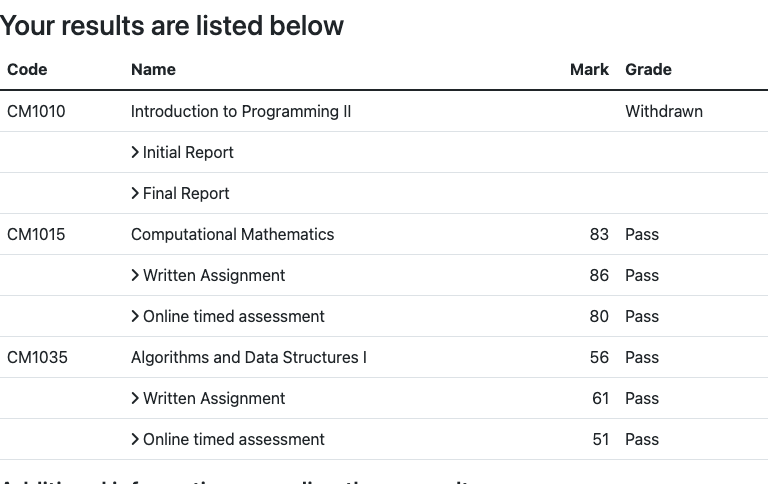 Your results are listed below
Code Name Mark Grade
CM1010 Introduction to Programming II Withdrawn
Initial Report
Final Report
CM1015 Computational Mathematics 83 Pass
Written Assignment 86 Pass
Online timed assessment 80 Pass
CM1035 Algorithms and Data Structures I 56 Pass
Written Assignment 61 Pass
Online timed assessment 51 Pass